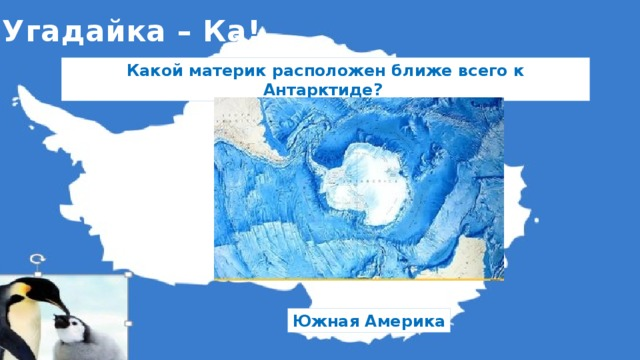 Угадайка – Ка!
Какой материк расположен ближе всего к
Антарктиде?
Южная Америка